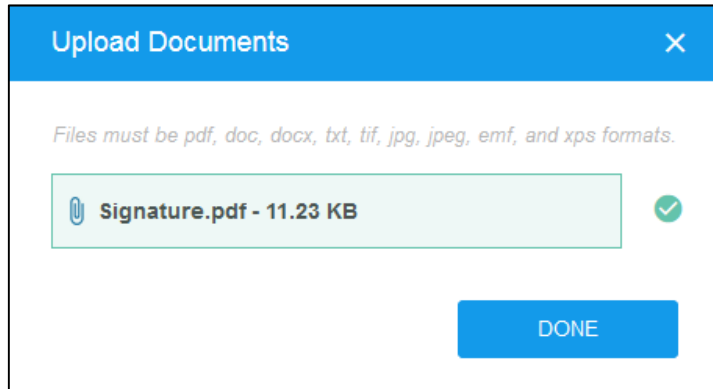 Upload Documents
Files must be pdf, doc, docx, txt, tif, jpg, jpeg, emf, and xps formats.
Signature.pdf - 11.23 KB
DONE